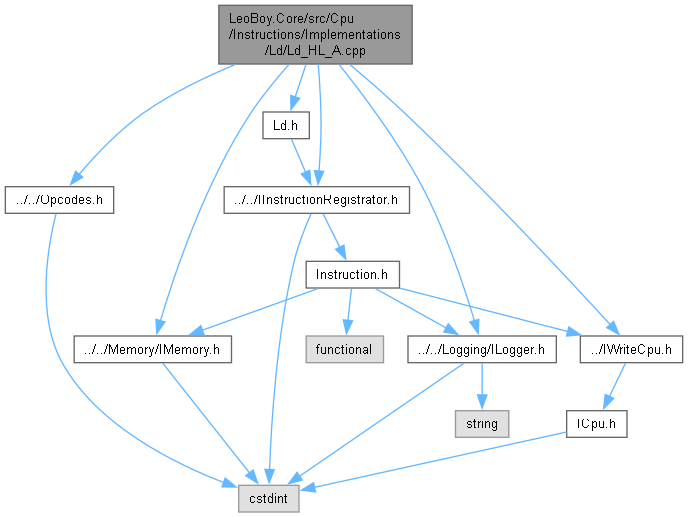 LeoBoy.Core/src/Cpu
/Instructions/Implementations
/Ld/Ld_HL_A.cpp
Ld.h
../../Opcodes.h
../../IInstructionRegistrator.h
Instruction.h
../../Memory/IMemory.h
functional
../../Logging/ILogger.h
../IWriteCpu.h
string
ICpu.h
cstdint